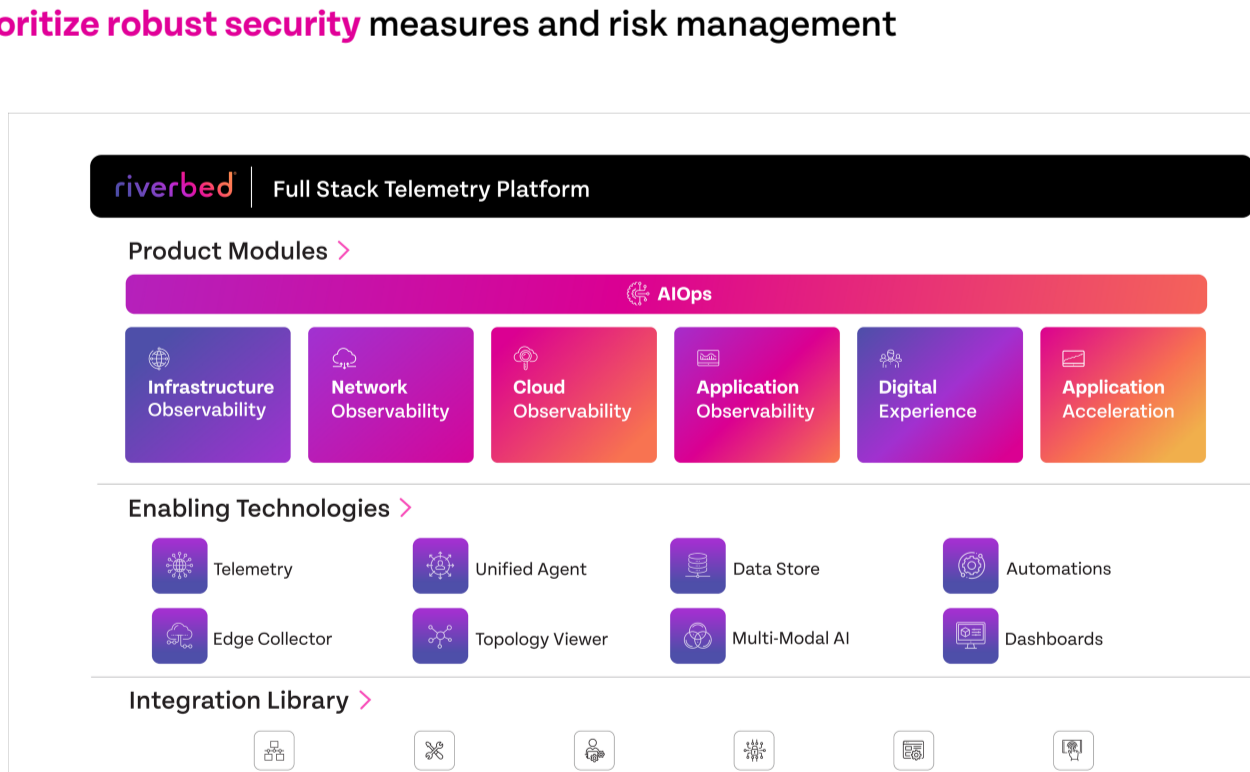 oritize robust security measures and risk management
riverbed
Full Stack Telemetry Platform
Product Modules
AIOps
Infrastructure
Observability
Network
Observability
Cloud
Observability
Application
Observability
Digital
Experience
Application
Acceleration
Enabling Technologies
Telemetry
Unified Agent
Data Store
Automations
Edge Collector
Topology Viewer
Multi-Modal AI
Dashboards
Integration Library